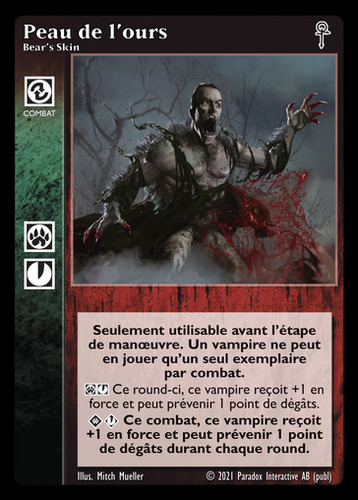 Peau de l'ours
Bear's Skin
COMBAT
Seulement utilisable avant l'étape
de manœuvre. Un vampire ne peut
en jouer qu'un seul exemplaire
par combat.
Ce round-ci, ce vampire reçoit +1 en
force et peut prévenir 1 point de dégâts.
Ce combat, ce vampire reçoit
+1 en force et peut prévenir 1 point
de dégâts durant chaque round.
Illus. Mitch Mueller © 2021 Paradox Interactive AB (publ)